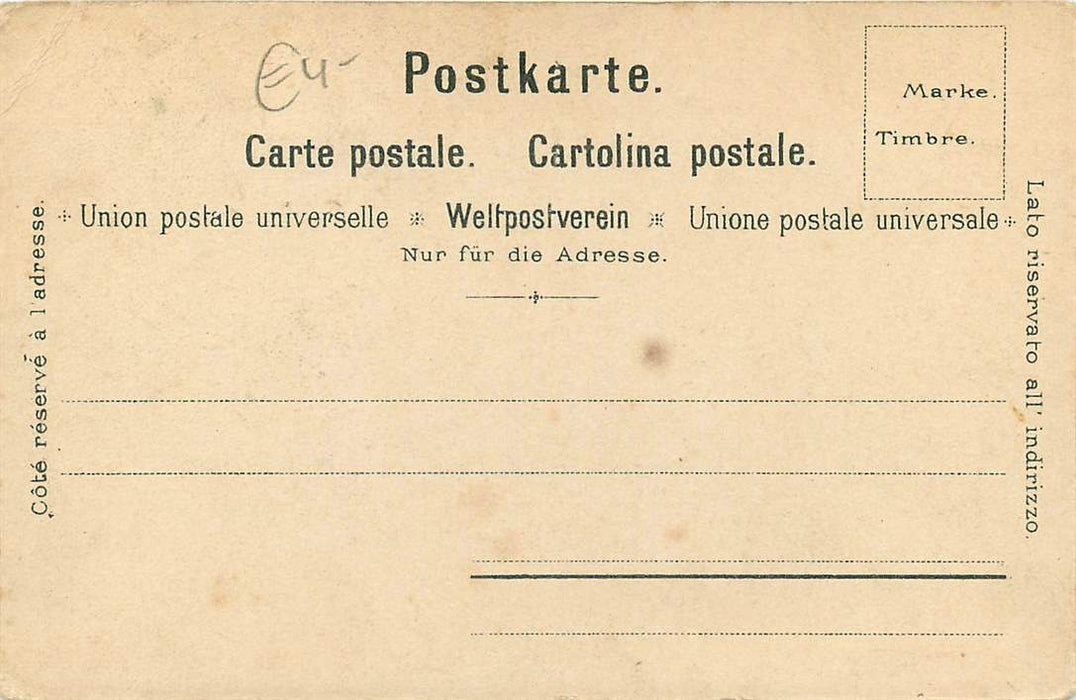 €4-
Postkarte.
Marke.
Timbre.
Carte postale. Cartolina postale.
Union postale universelle Weltpostverein Unione postale universale
Nur für die Adresse.
Côté réservé à l'adresse.
Lato riservato all' indirizzo.